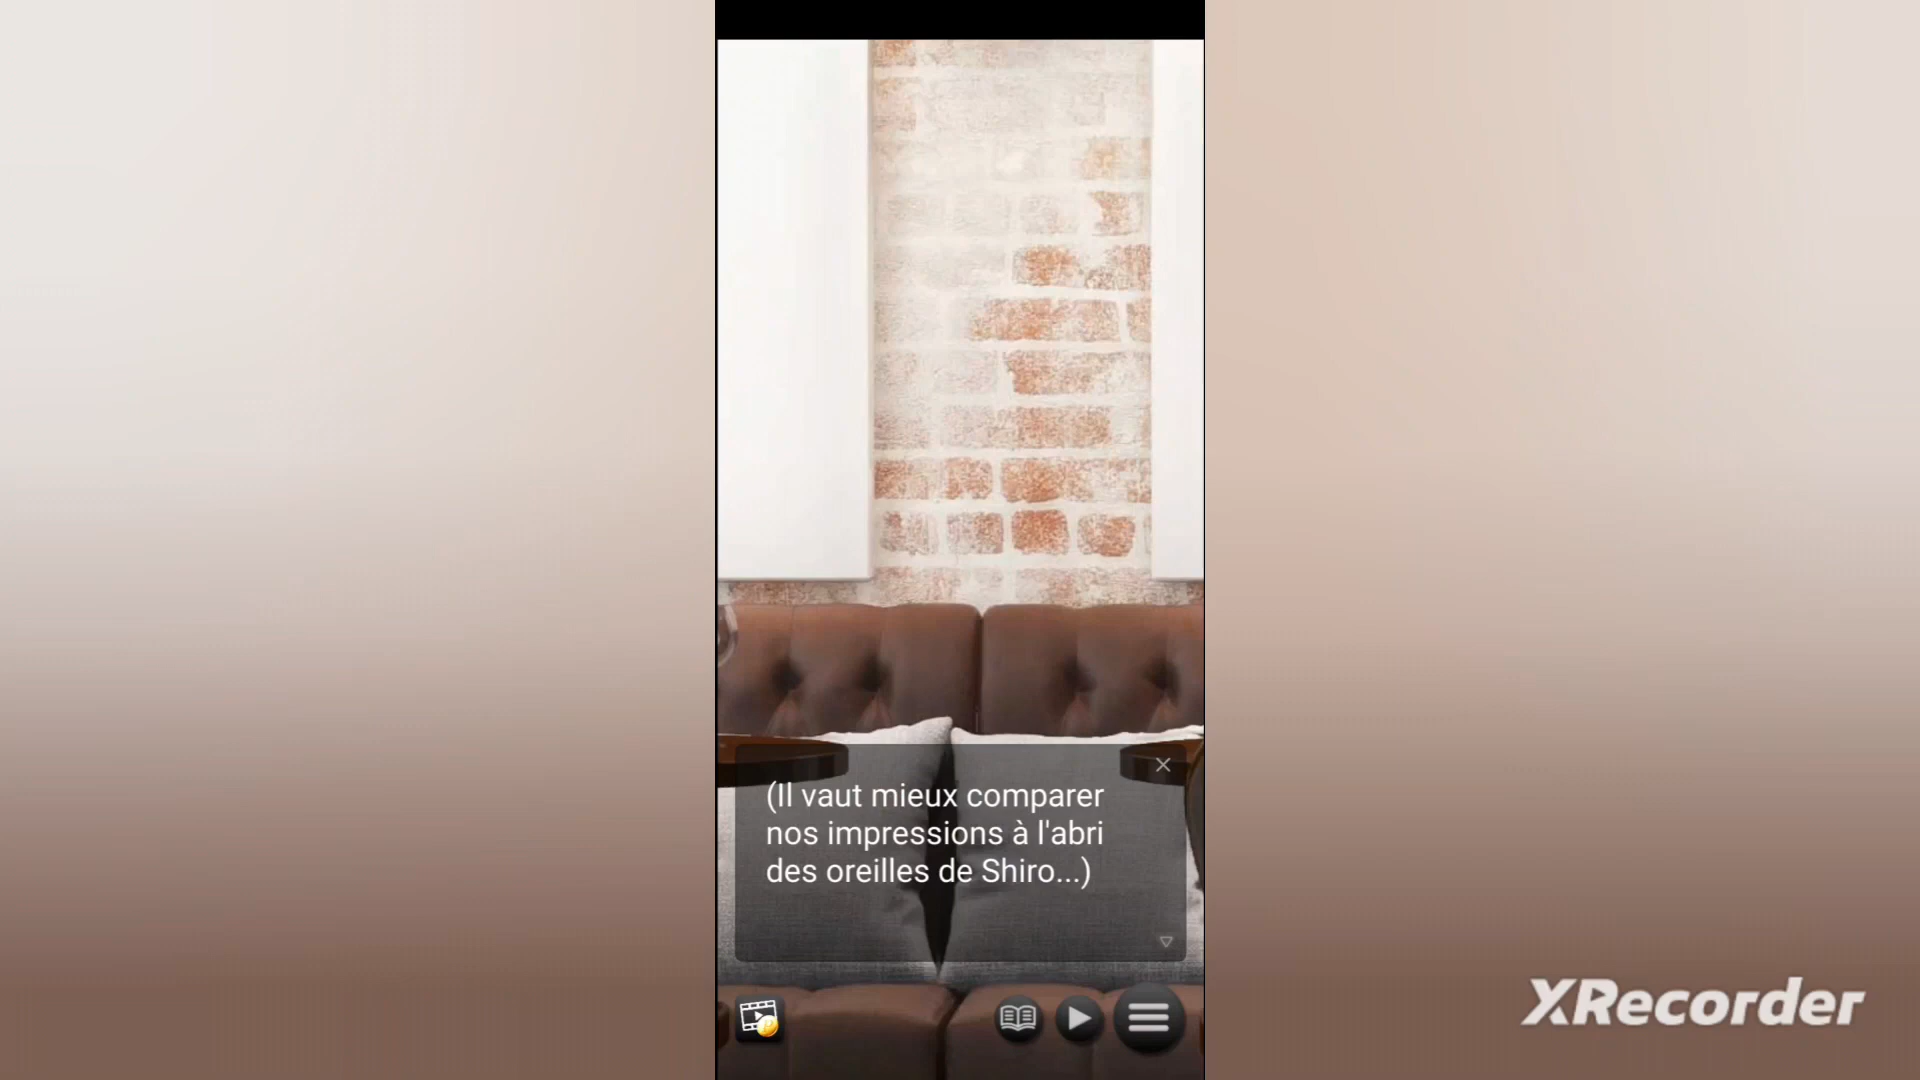 (Il vaut mieux comparer
nos impressions à l'abri
des oreilles de Shiro...)
XRecorder